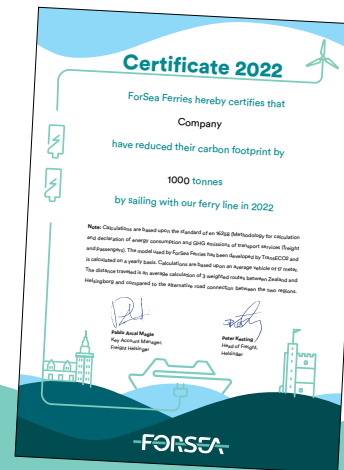 Certificate 2022
ForSea Ferries hereby certifies that
Company
have reduced their carbon footprint by
1000 tonnes
by sailing with our ferry line in 2022
Note: Calculations are based upon the standard of en 16258 (Methodology for calculation
and declaration of energy consumption and GHG emissions of transport services (freight
and passengers). The model used by ForSea Ferries has been developed by TransECO2 and
is calculated on a yearly basis. Calculations are based upon an average vehicle of 17 meter.
The distance travelled is an average calculation of 3 weighted routes between Zealand and
Helsingborg and compared to the alternative road connection between the two regions.
Pablo Ancal Magle
Key Account Manager,
Freight Helsingør
Peter Kesting
Head of Freight,
Helsingør
FORSEA